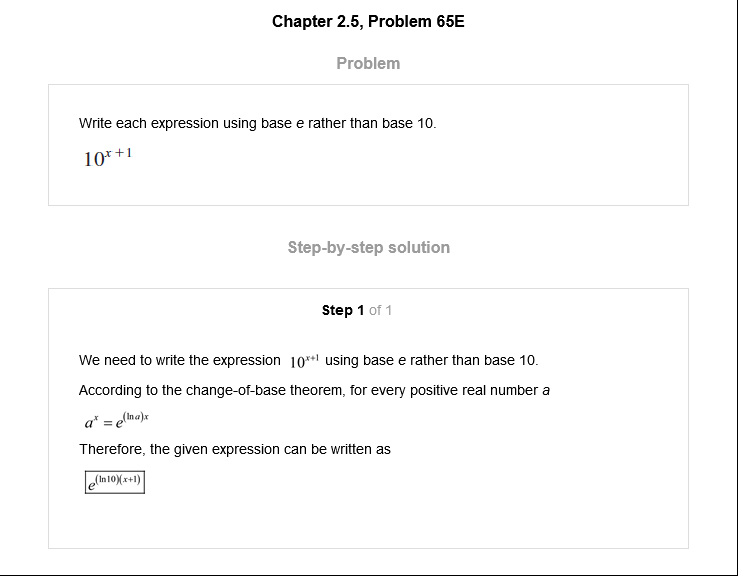 Chapter 2.5, Problem 65E
Problem
Write each expression using base e rather than base 10.
10^{x+1}
Step-by-step solution
Step 1 of 1
We need to write the expression 10^{x+1} using base e rather than base 10.
According to the change-of-base theorem, for every positive real number a
a^x = e^{(ln a)x}
Therefore, the given expression can be written as
e^{(ln10)(x+1)}